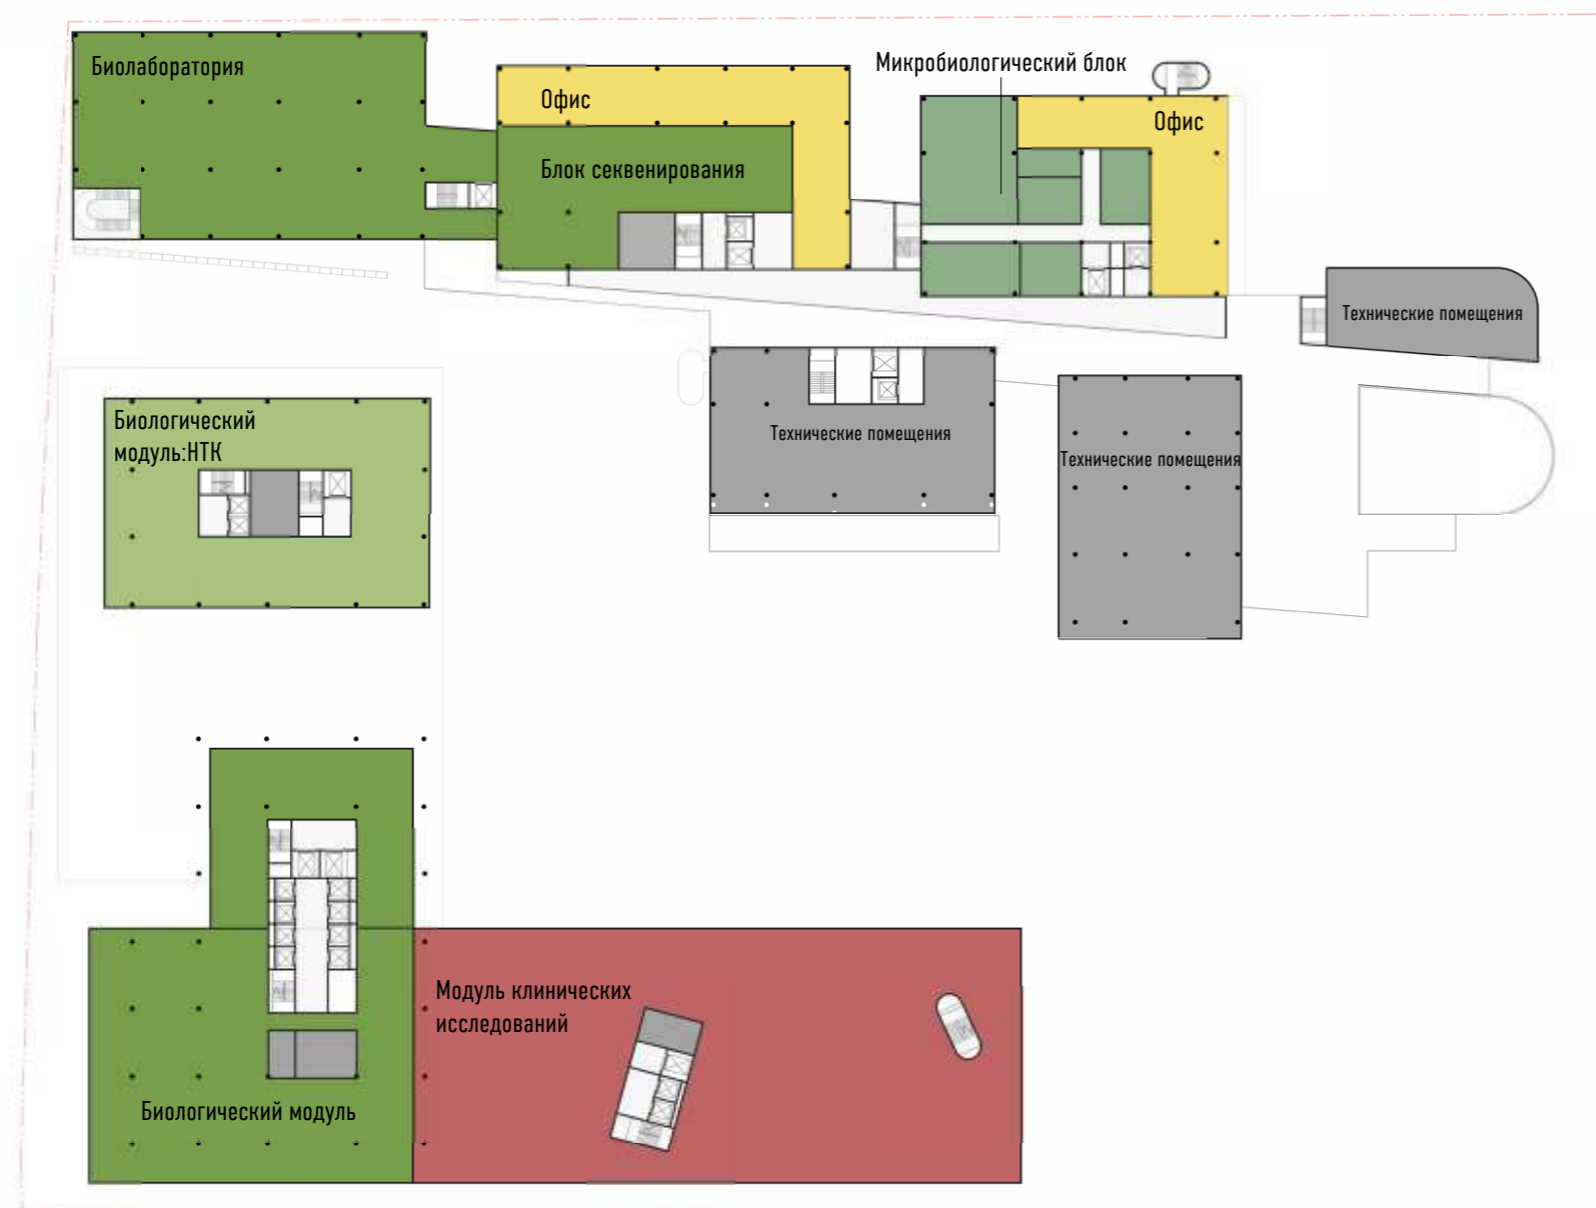 Биолаборатория
Офис
Блок секвенирования
Микробиологический блок
Офис
Технические помещения
Технические помещения
Технические помещения
Биологический
модуль:НТК
Модуль клинических
исследований
Биологический модуль